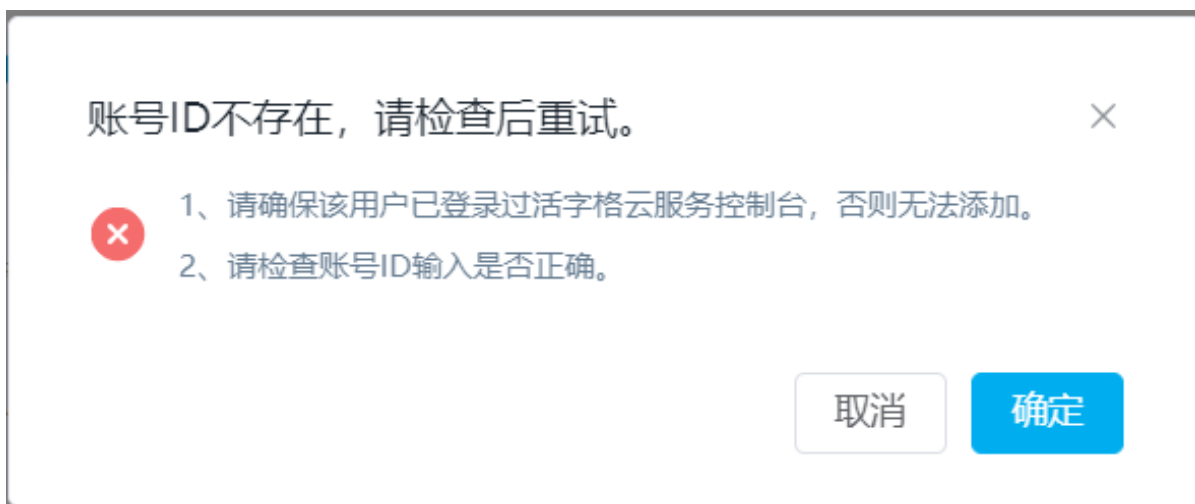 账号ID不存在，请检查后重试。
1、请确保该用户已登录过活字格云服务控制台，否则无法添加。
2、请检查账号ID输入是否正确。
取消
确定